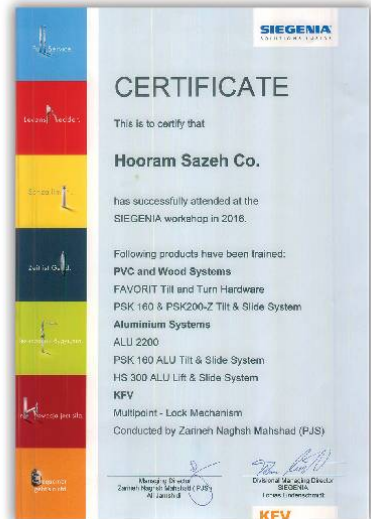 SIEGENIA
CERTIFICATE
This is to certify that
Hooram Sazeh Co.
has successfully attended at the
SIEGENIA workshop in 2016.
Following products have been trained:
PVC and Wood Systems
FAVORIT Tilt and Turn Hardware
PSK 160 & PSK200-Z Tilt & Slide System
Aluminium Systems
ALU 2200
PSK 160 ALU Tilt & Slide System
HS 300 ALU Lift & Slide System
KFV
Multipoint - Lock Mechanism
Conducted by Zarineh Naghsh Mahshad (PJS)
Managing Director
Zarineh Naghsh Mahshad (PJS)
Ali Jamshidi
Divisional Managing Director
SIEGENIA
Tobias Lindenschmidt
KFV